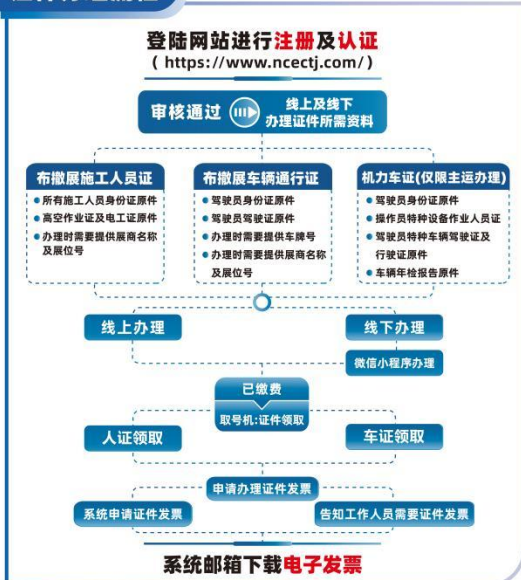 登陆网站进行注册及认证
(https://www.ncectj.com/)
审核通过
线上及线下
办理证件所需资料
布撤展施工人员证
●所有施工人员身份证原件
●高空作业证及电工证原件
●办理时需要提供展商名称
及展位号
布撤展车辆通行证
●驾驶员身份证原件
●驾驶员驾驶证原件
●办理时需要提供车牌号
●办理时需要提供展商名称
及展位号
机力车证(仅限主运办理)
●驾驶员身份证原件
●操作员特种设备作业人员证
●驾驶员特种车辆驾驶证及
行驶证原件
●车辆年检报告原件
线上办理
线下办理
微信小程序办理
已缴费
取号机:证件领取
人证领取
车证领取
申请办理证件发票
系统申请证件发票
告知工作人员需要证件发票
系统邮箱下载电子发票